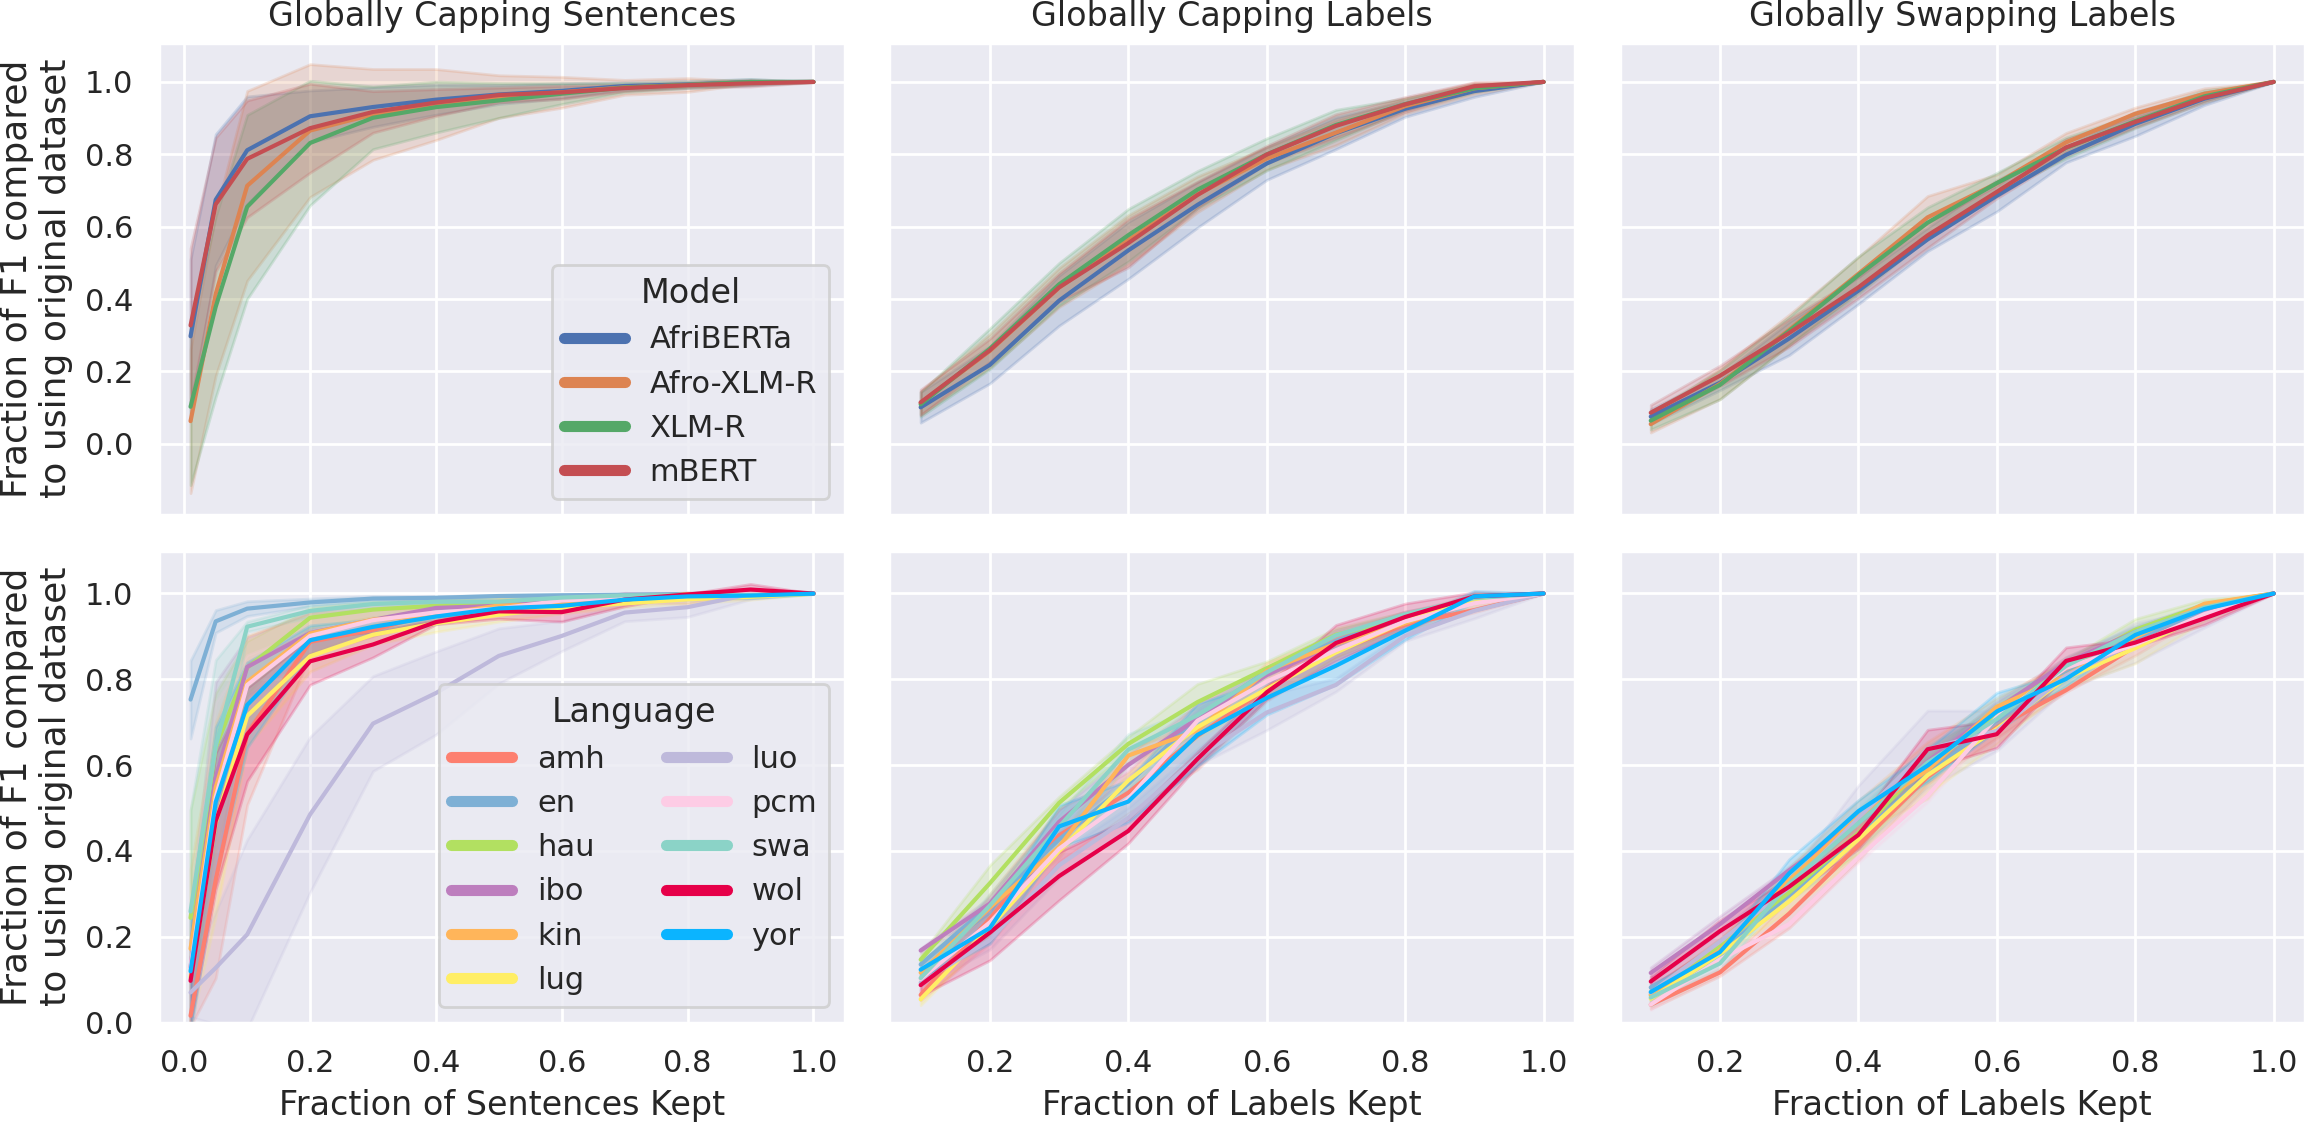 Globally Capping Sentences
Globally Capping Labels
Globally Swapping Labels
Fraction of F1 compared
to using original dataset
1.0
0.8
0.6
0.4
0.2
0.0
Model
AfriBERTa
Afro-XLM-R
XLM-R
mBERT
Fraction of F1 compared
to using original dataset
1.0
0.8
0.6
0.4
0.2
0.0
Language
amh
en
hau
ibo
kin
lug
luo
pcm
swa
wol
yor
0.0 0.2 0.4 0.6 0.8 1.0
Fraction of Sentences Kept
0.2 0.4 0.6 0.8 1.0
Fraction of Labels Kept
0.2 0.4 0.6 0.8 1.0
Fraction of Labels Kept